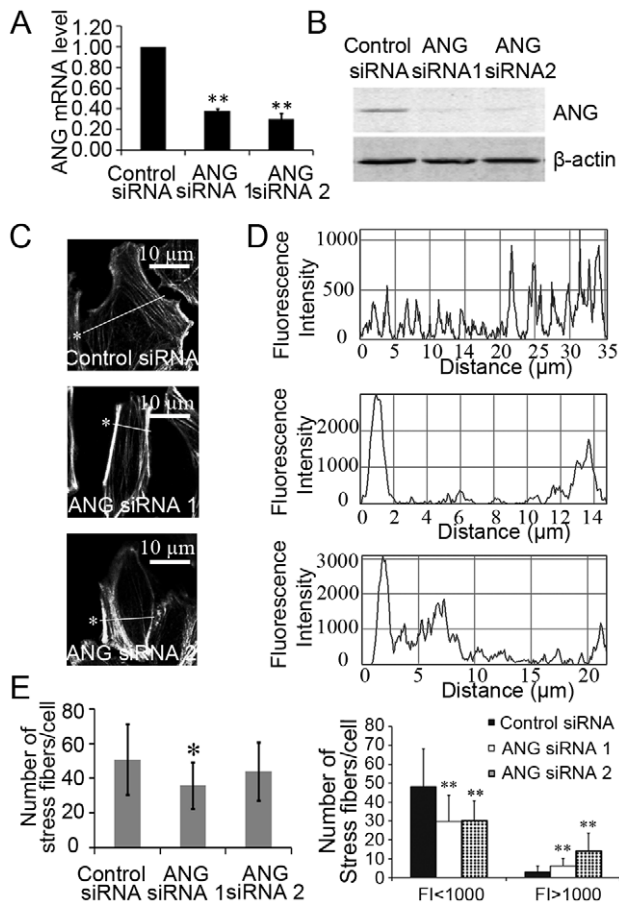 A
ANG mRNA level
1.20
1.00
0.80
0.60
0.40
0.20
0.00
**
**
Control siRNA
ANG siRNA 1
ANG siRNA 2
B
Control siRNA
ANG siRNA1
ANG siRNA2
ANG
β-actin
C
10 µm
*
Control siRNA
10 µm
*
ANG siRNA 1
10 µm
*
ANG siRNA 2
D
Fluorescence Intensity
1000
500
0
0 5 10 15 20 25 30 35
Distance (µm)
Fluorescence Intensity
2000
1000
0
0 2 4 6 8 10 12 14
Distance (µm)
Fluorescence Intensity
3000
2000
1000
0
0 5 10 15 20
Distance (µm)
E
Number of stress fibers/cell
80
60
40
20
0
*
Control siRNA
ANG siRNA 1
ANG siRNA 2
Number of Stress fibers/cell
80
70
60
50
40
30
20
10
0
Control siRNA
ANG siRNA 1
ANG siRNA 2
**
**
**
**
FI<1000
FI>1000